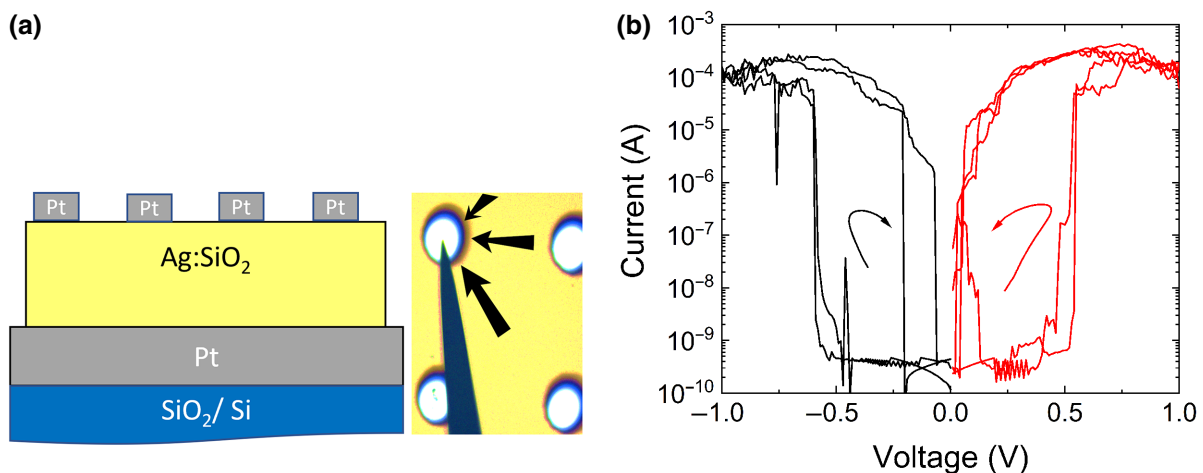 (a)
Pt Pt Pt Pt
Ag:SiO₂
Pt
SiO₂/ Si
(b)
10⁻³
10⁻⁴
10⁻⁵
10⁻⁶
10⁻⁷
10⁻⁸
10⁻⁹
10⁻¹⁰
Current (A)
−1.0 −0.5 0.0 0.5 1.0
Voltage (V)